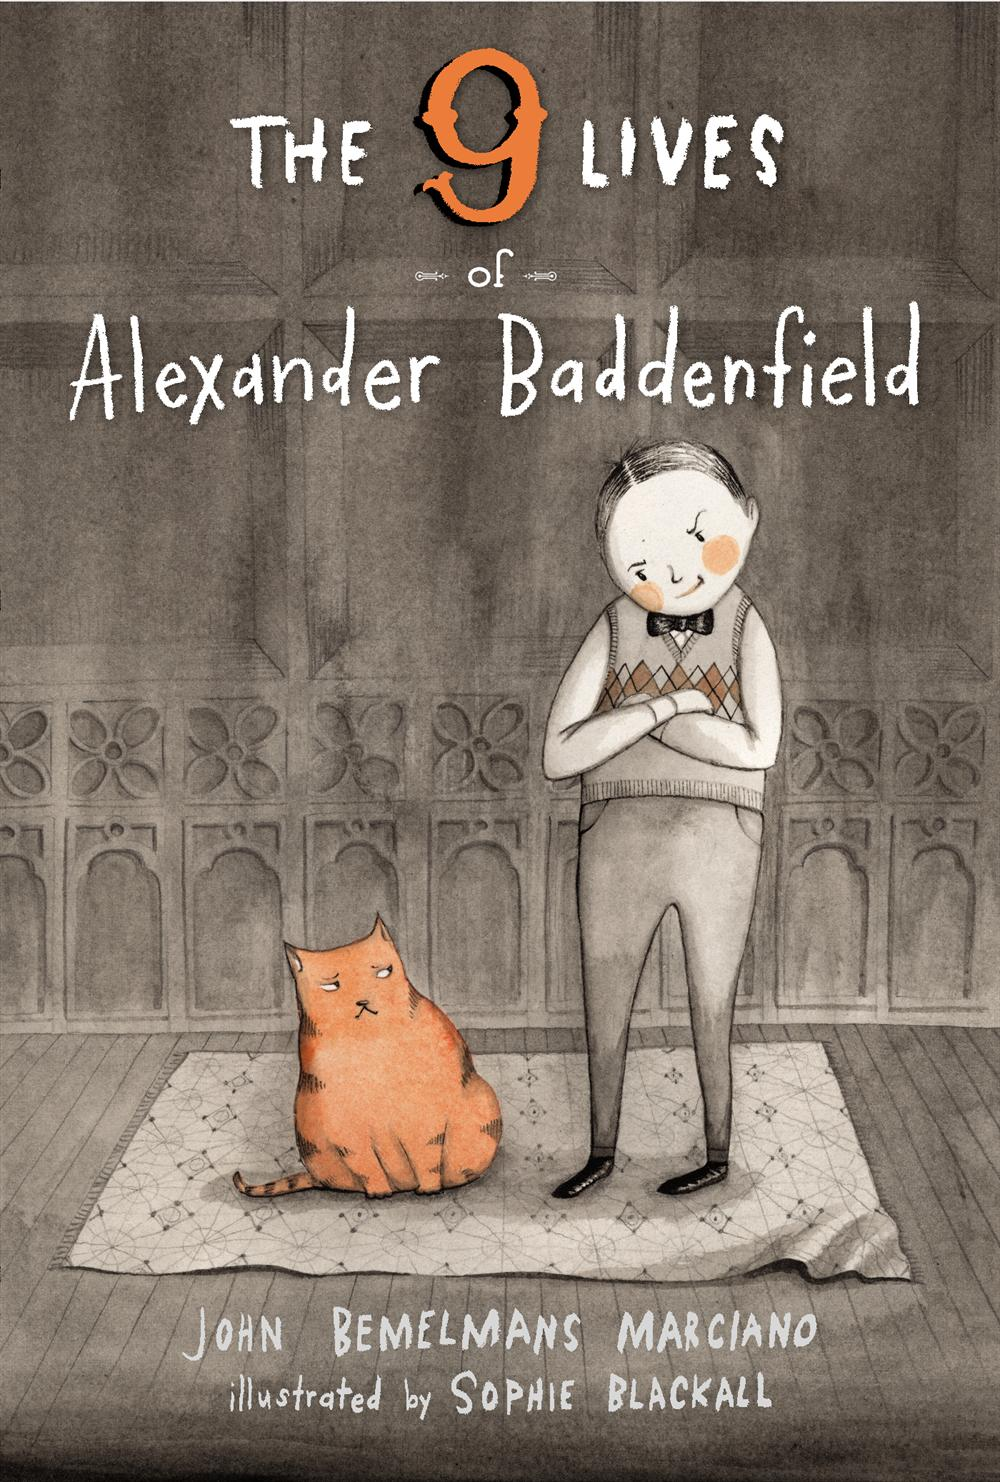 THE 9 LIVES
of
Alexander Baddenfield
JOHN BEMELMANS MARCIANO
illustrated by SOPHIE BLACKALL